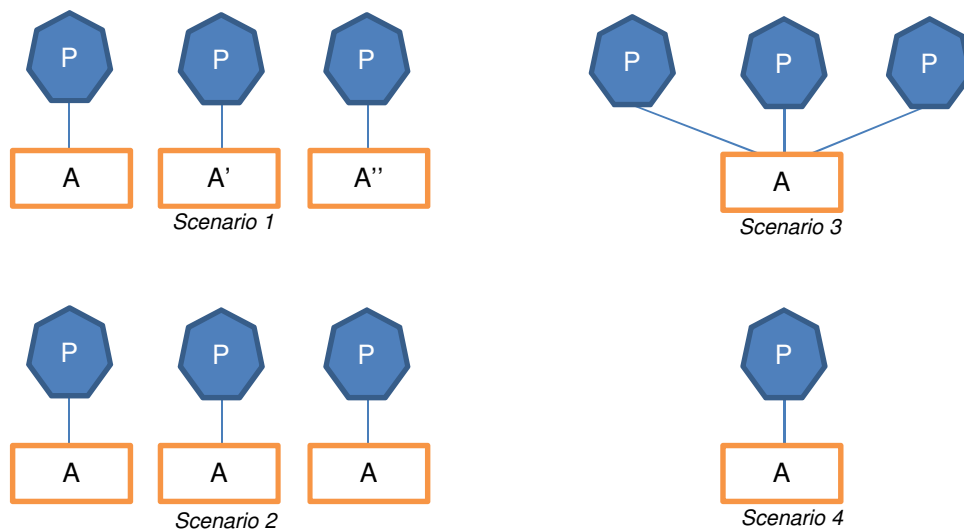 P P P
A A' A''
Scenario 1
P P P
A
Scenario 3
P P P
A A A
Scenario 2
P
A
Scenario 4